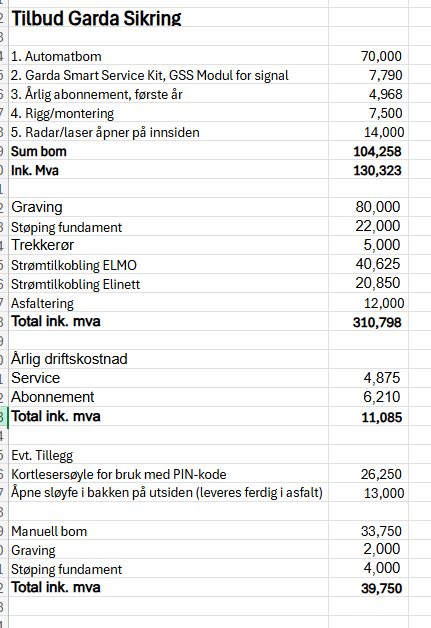 Tilbud Garda Sikring
1. Automatbom 70,000
2. Garda Smart Service Kit, GSS Modul for signal 7,790
3. Årlig abonnement, første år 4,968
4. Rigg/montering 7,500
5. Radar/laser åpner på innsiden 14,000
Sum bom 104,258
Ink. Mva 130,323
Graving 80,000
Støping fundament 22,000
Trekkerør 5,000
Strømtilkobling ELMO 40,625
Strømtilkobling Elinett 20,850
Asfaltering 12,000
Total ink. mva 310,798
Årlig driftskostnad
Service 4,875
Abonnement 6,210
Total ink. mva 11,085
Evt. Tillegg
Kortlesersøyle for bruk med PIN-kode 26,250
Åpne sløyfe i bakken på utsiden (leveres ferdig i asfalt) 13,000
Manuell bom 33,750
Graving 2,000
Støping fundament 4,000
Total ink. mva 39,750